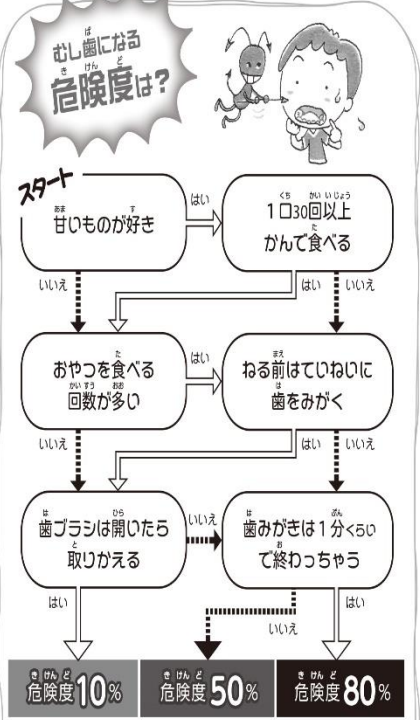 むし歯になる
危険度は？
スタート
甘いものが好き
はい
1口30回以上
かんで食べる
いいえ
はい
いいえ
おやつを食べる
回数が多い
はい
ねる前はていねいに
歯をみがく
いいえ
はい
いいえ
歯ブラシは開いたら
取りかえる
いいえ
歯みがきは1分くらい
で終わっちゃう
はい
いいえ
はい
危険度10%
危険度50%
危険度80%